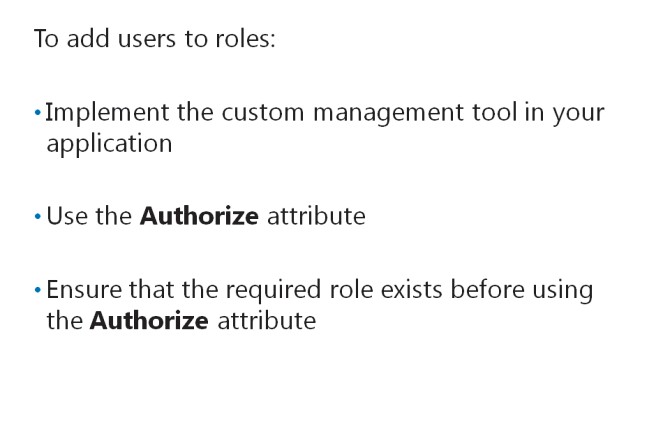 To add users to roles:
•Implement the custom management tool in your
application
•Use the Authorize attribute
•Ensure that the required role exists before using
the Authorize attribute